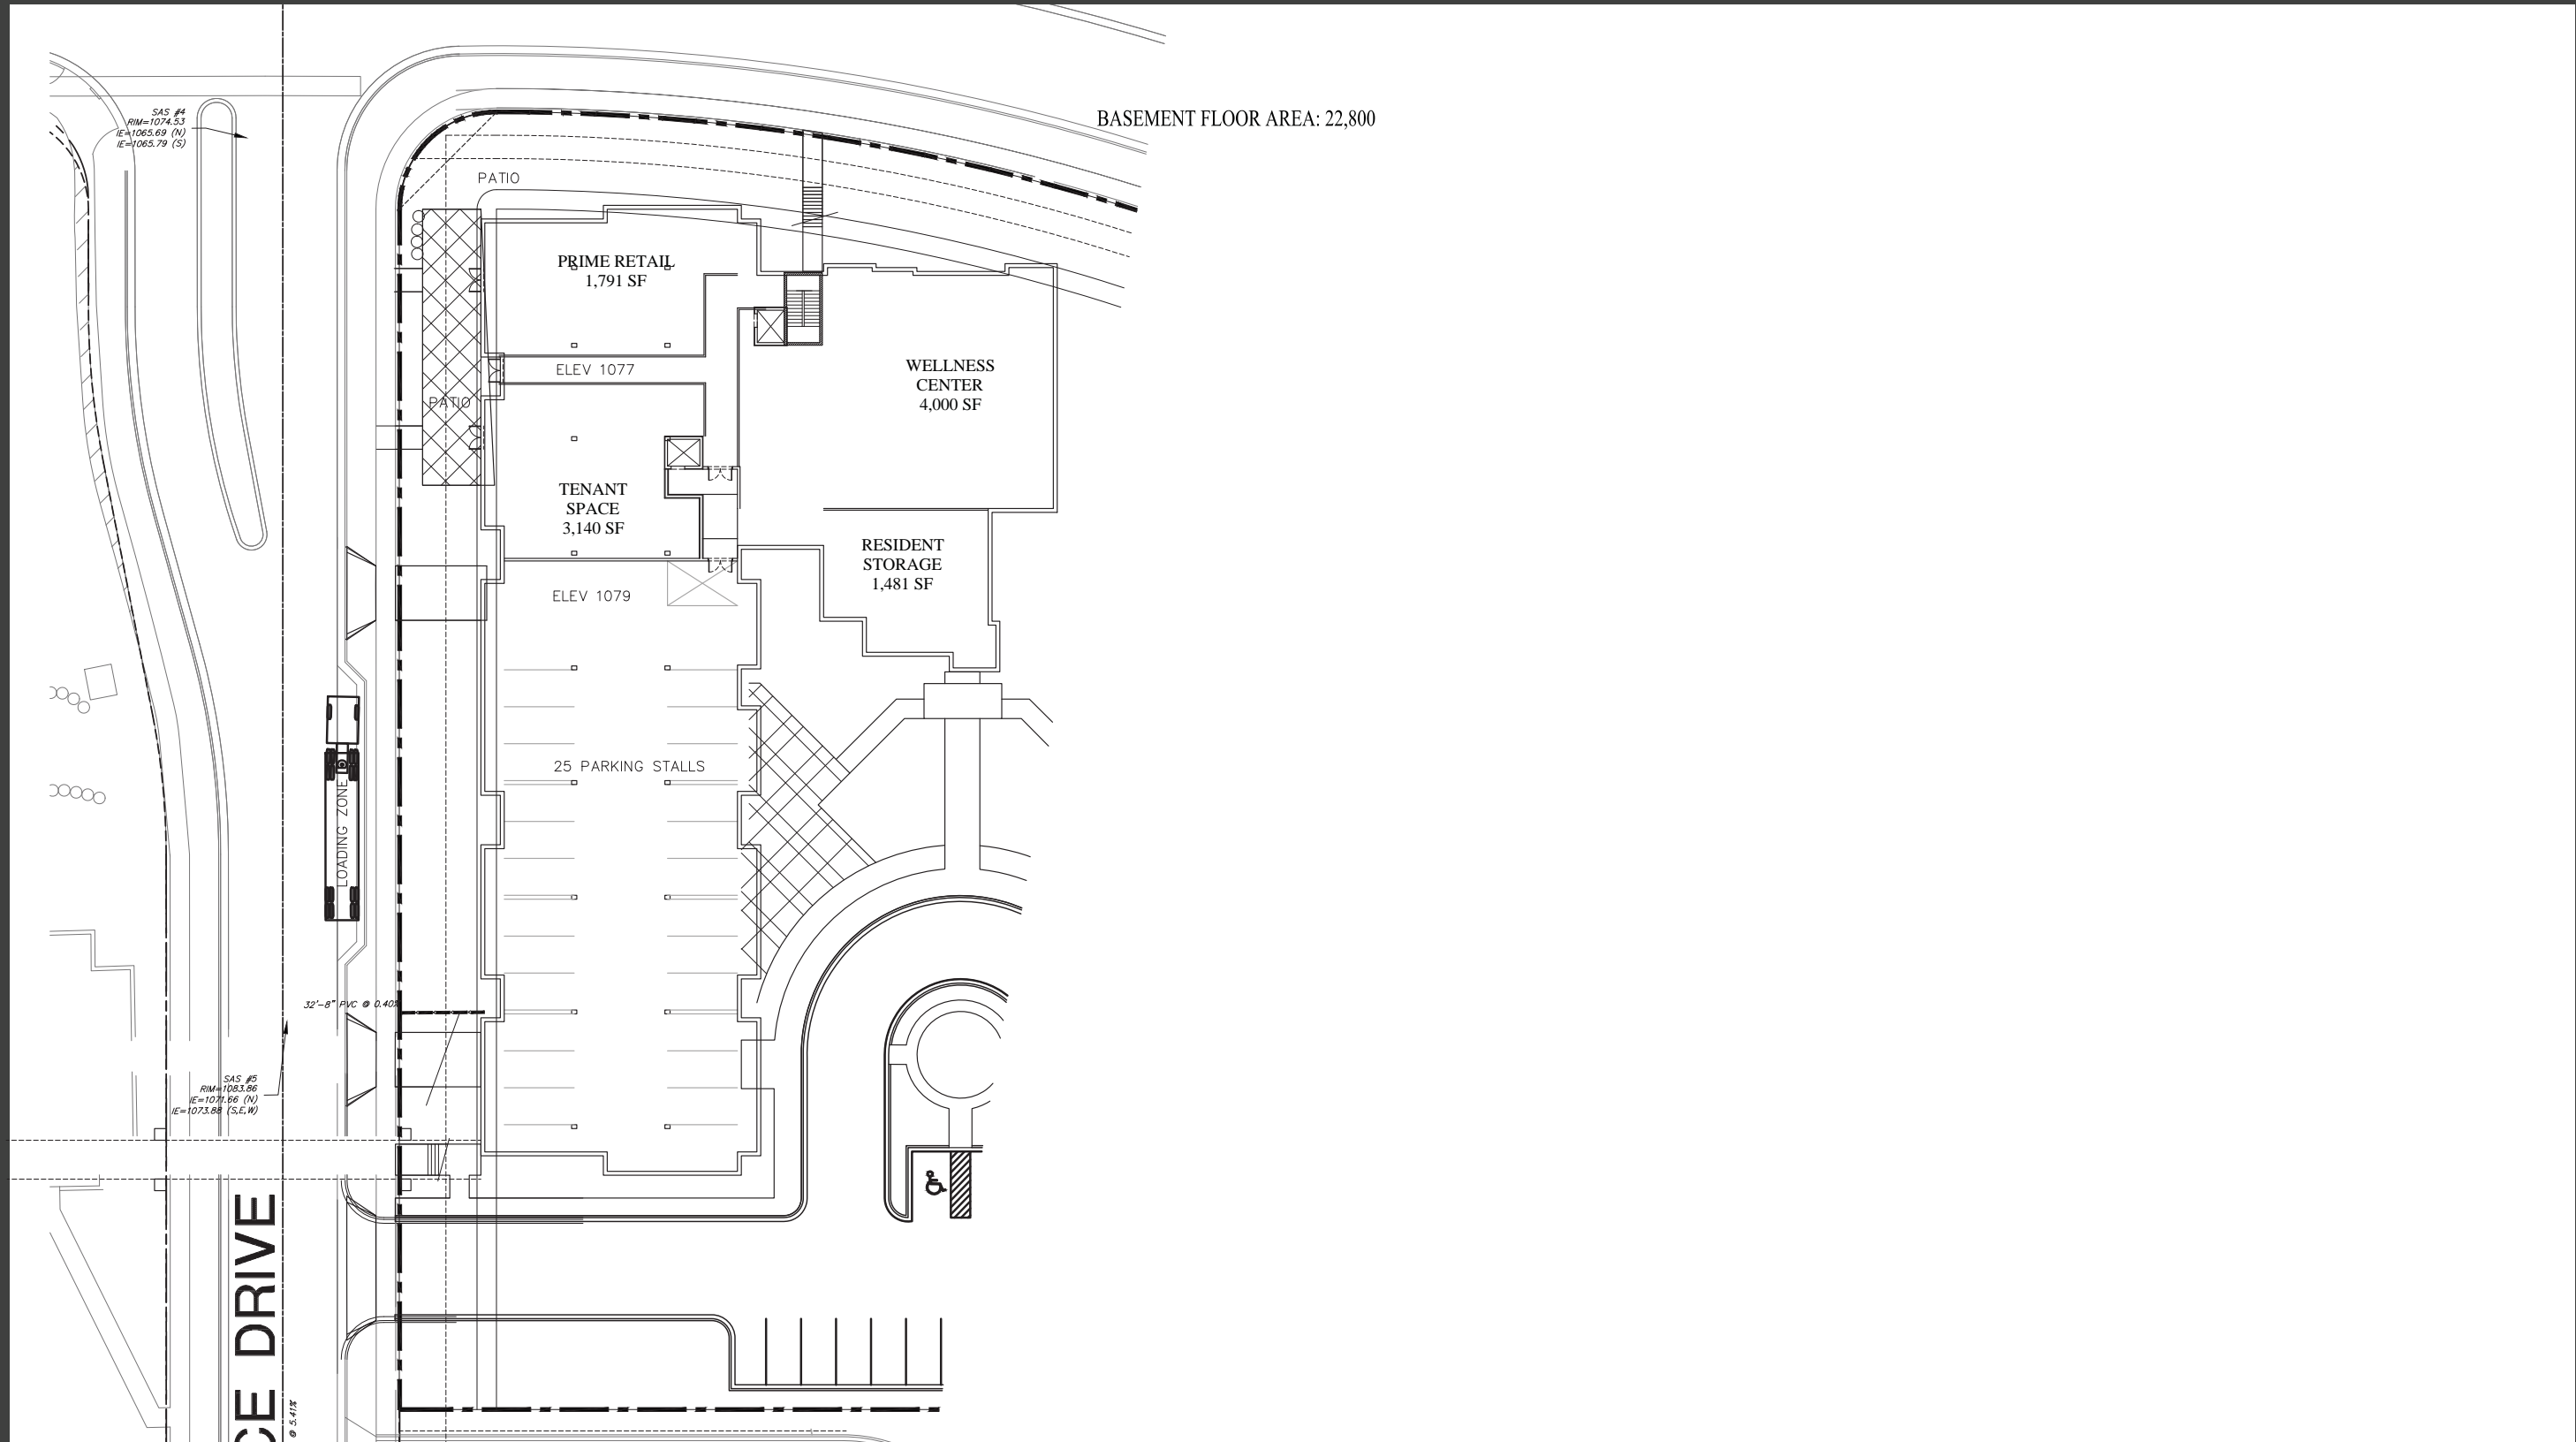 SAS #4
RIM=1074.53
IE=1065.69 (N)
IE=1065.79 (S)
BASEMENT FLOOR AREA: 22,800
PATIO
PRIME RETAIL
1,791 SF
ELEV 1077
WELLNESS
CENTER
4,000 SF
PATIO
TENANT
SPACE
3,140 SF
RESIDENT
STORAGE
1,481 SF
ELEV 1079
25 PARKING STALLS
LOADING ZONE
32'-8" PVC @ 0.40%
SAS #5
RIM=1083.86
IE=1071.66 (N)
IE=1073.88 (S,E,W)
CE DRIVE
@ 5.41%